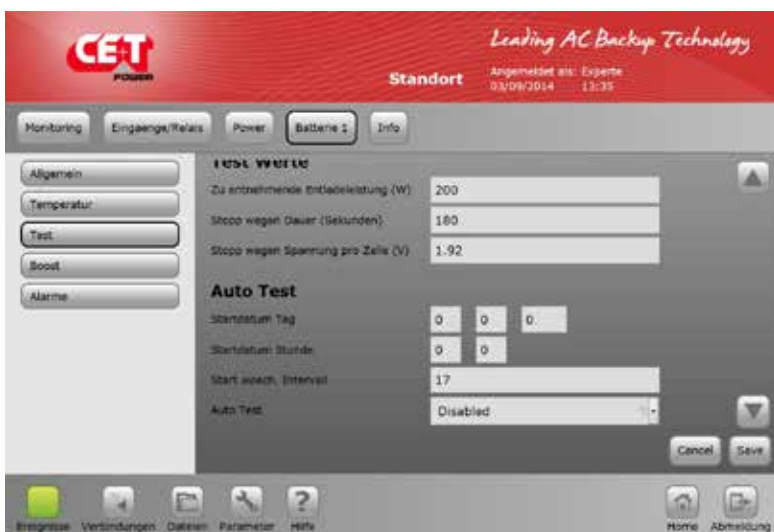 CE+T
POWER
Leading AC Backup Technology
Standort
Angemeldet als: Experte
03/09/2014 13:35
Monitoring
Eingaenge/Relais
Power
Batterie 1
Info
Allgemein
Temperatur
Test
Boost
Alarme
Test Werte
Zu entnehmende Entladeleistung (W) 200
Stopp wegen Dauer (Sekunden) 180
Stopp wegen Spannung pro Zelle (V) 1.92
Auto Test
Startdatum Tag 0 0 0
Startdatum Stunde 0 0
Start Intervall 17
Auto Test Disabled
Cancel
Save
Ereignisse
Verbindungen
Dateien
Parameter
Hilfe
Home
Abmeldung